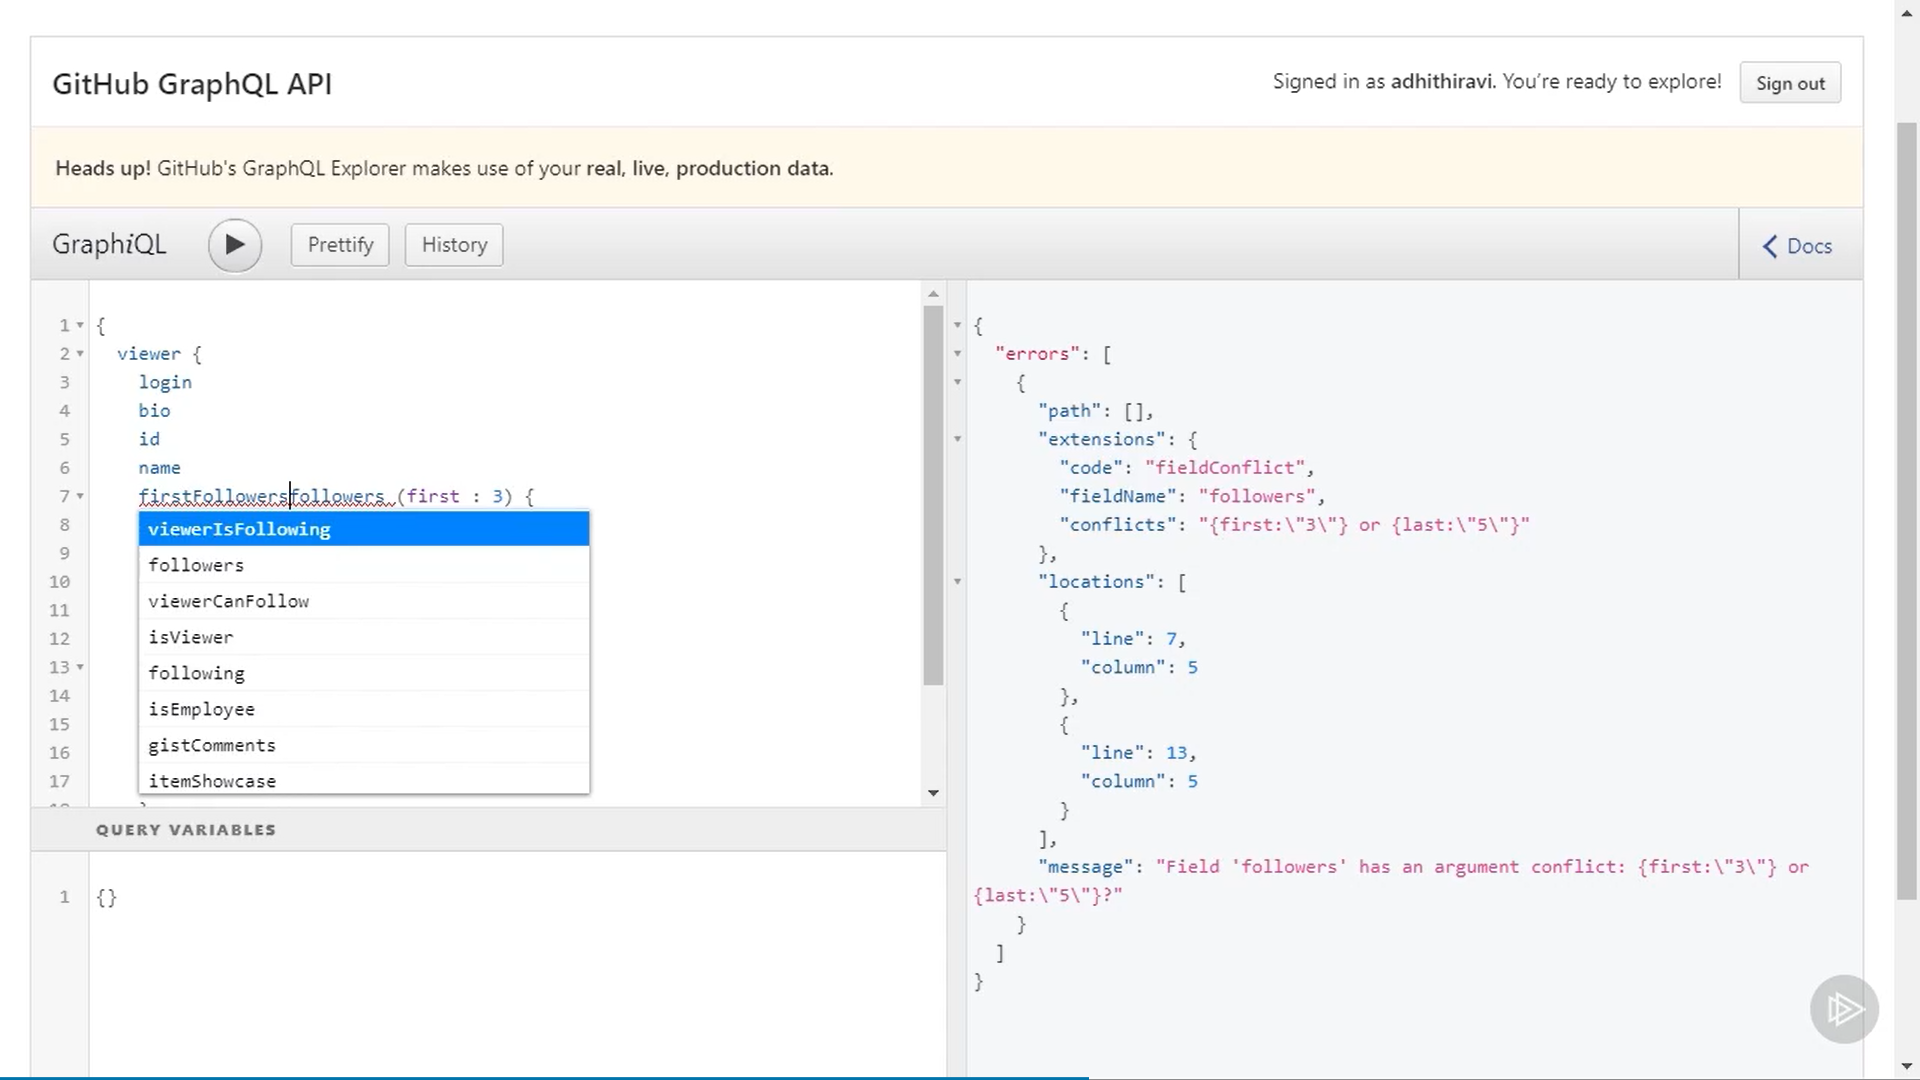 GitHub GraphQL API
Signed in as adhithiravi. You're ready to explore!
Sign out
Heads up! GitHub's GraphQL Explorer makes use of your real, live, production data.
GraphiQL
Prettify
History
Docs
1 {
2 viewer {
3 login
4 bio
5 id
6 name
7 firstFollowersfollowers (first : 3) {
8
9
10
11
12
13
14
15
16
17
viewerIsFollowing
followers
viewerCanFollow
isViewer
following
isEmployee
gistComments
itemShowcase
QUERY VARIABLES
1 {}
{
"errors": [
{
"path": [],
"extensions": {
"code": "fieldConflict",
"fieldName": "followers",
"conflicts": "{first:\"3\"} or {last:\"5\"}"
},
"locations": [
{
"line": 7,
"column": 5
},
{
"line": 13,
"column": 5
}
],
"message": "Field 'followers' has an argument conflict: {first:\"3\"} or
{last:\"5\"}?"
}
]
}